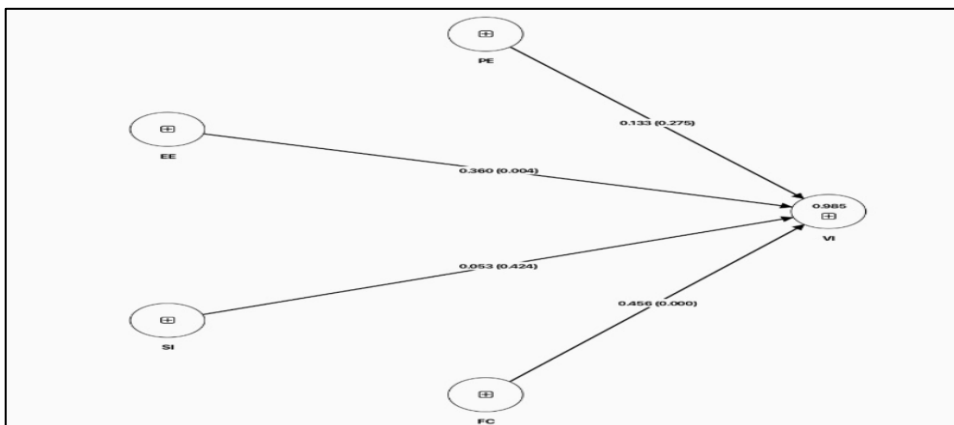 PE
0.133 (0.275)
EE
0.360 (0.004)
0.985
VI
0.053 (0.424)
0.456 (0.000)
SI
FC